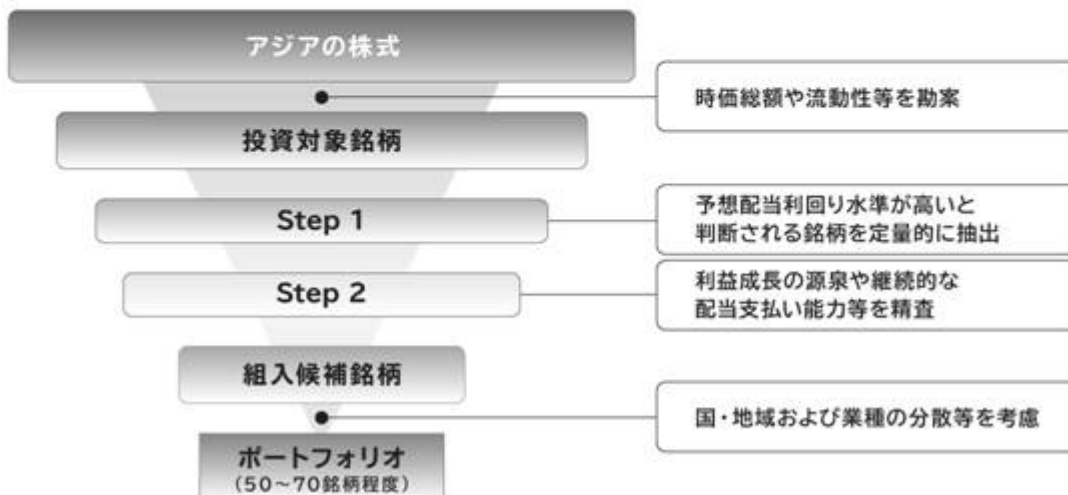 アジアの株式
時価総額や流動性等を勘案
投資対象銘柄
Step 1
予想配当利回り水準が高いと
判断される銘柄を定量的に抽出
Step 2
利益成長の源泉や継続的な
配当支払い能力等を精査
組入候補銘柄
国・地域および業種の分散等を考慮
ポートフォリオ
(50～70銘柄程度)